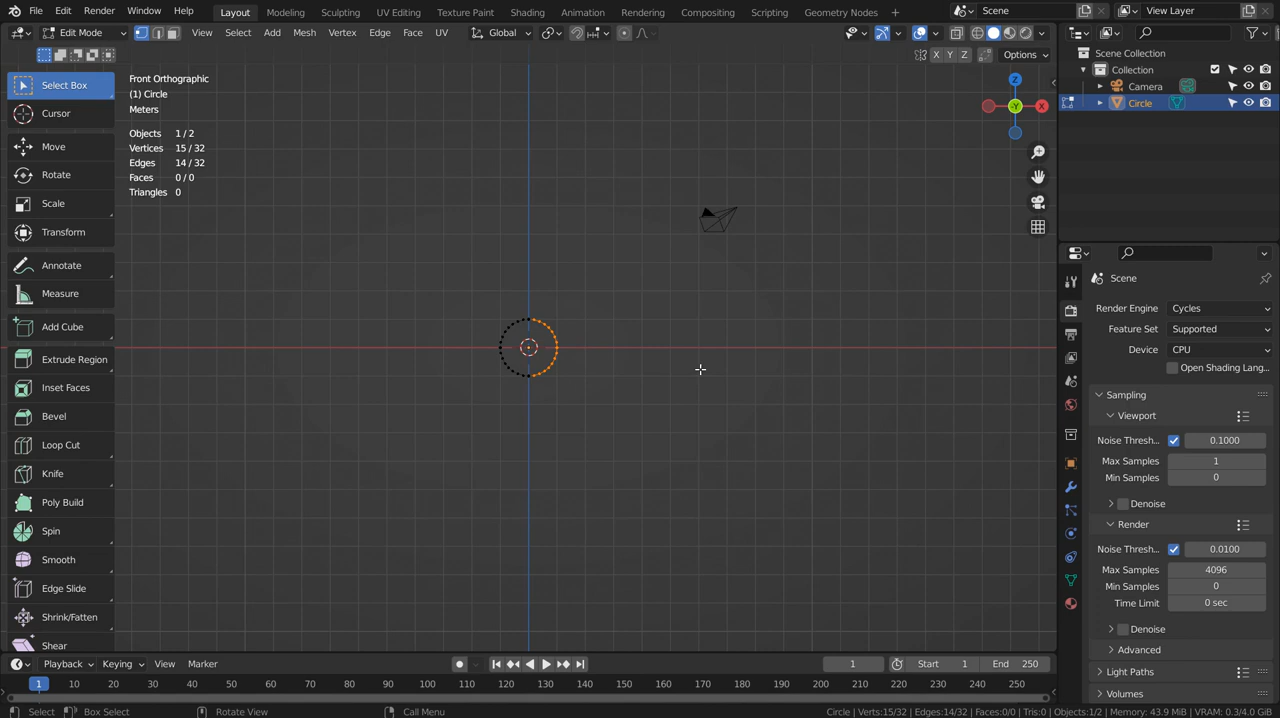 File Edit Render Window Help Layout Modeling Sculpting UV Editing Texture Paint Shading Animation Rendering Compositing Scripting Geometry Nodes Scene View Layer
Edit Mode View Select Add Mesh Vertex Edge Face UV Global
X Y Z Options
Select Box
Cursor
Move
Rotate
Scale
Transform
Annotate
Measure
Add Cube
Extrude Region
Inset Faces
Bevel
Loop Cut
Knife
Poly Build
Spin
Smooth
Edge Slide
Shrink/Fatten
Shear
Front Orthographic
(1) Circle
Meters
Objects 1 / 2
Vertices 15 / 32
Edges 14 / 32
Faces 0 / 0
Triangles 0
Z
-Y
X
Scene Collection
Collection
Camera
Circle
Scene
Render Engine Cycles
Feature Set Supported
Device CPU
Open Shading Lang...
Sampling
Viewport
Noise Thresh... 0.1000
Max Samples 1
Min Samples 0
Denoise
Render
Noise Thresh... 0.0100
Max Samples 4096
Min Samples 0
Time Limit 0 sec
Denoise
Advanced
Light Paths
Volumes
Playback Keying View Marker 1 Start 1 End 250
1 10 20 30 40 50 60 70 80 90 100 110 120 130 140 150 160 170 180 190 200 210 220 230 240 250
Select Box Select Rotate View Call Menu Circle | Verts:15/32 | Edges:14/32 | Faces:0/0 | Tris:0 | Objects:1/2 | Memory: 43.9 MiB | VRAM: 0.3/4.0 GiB